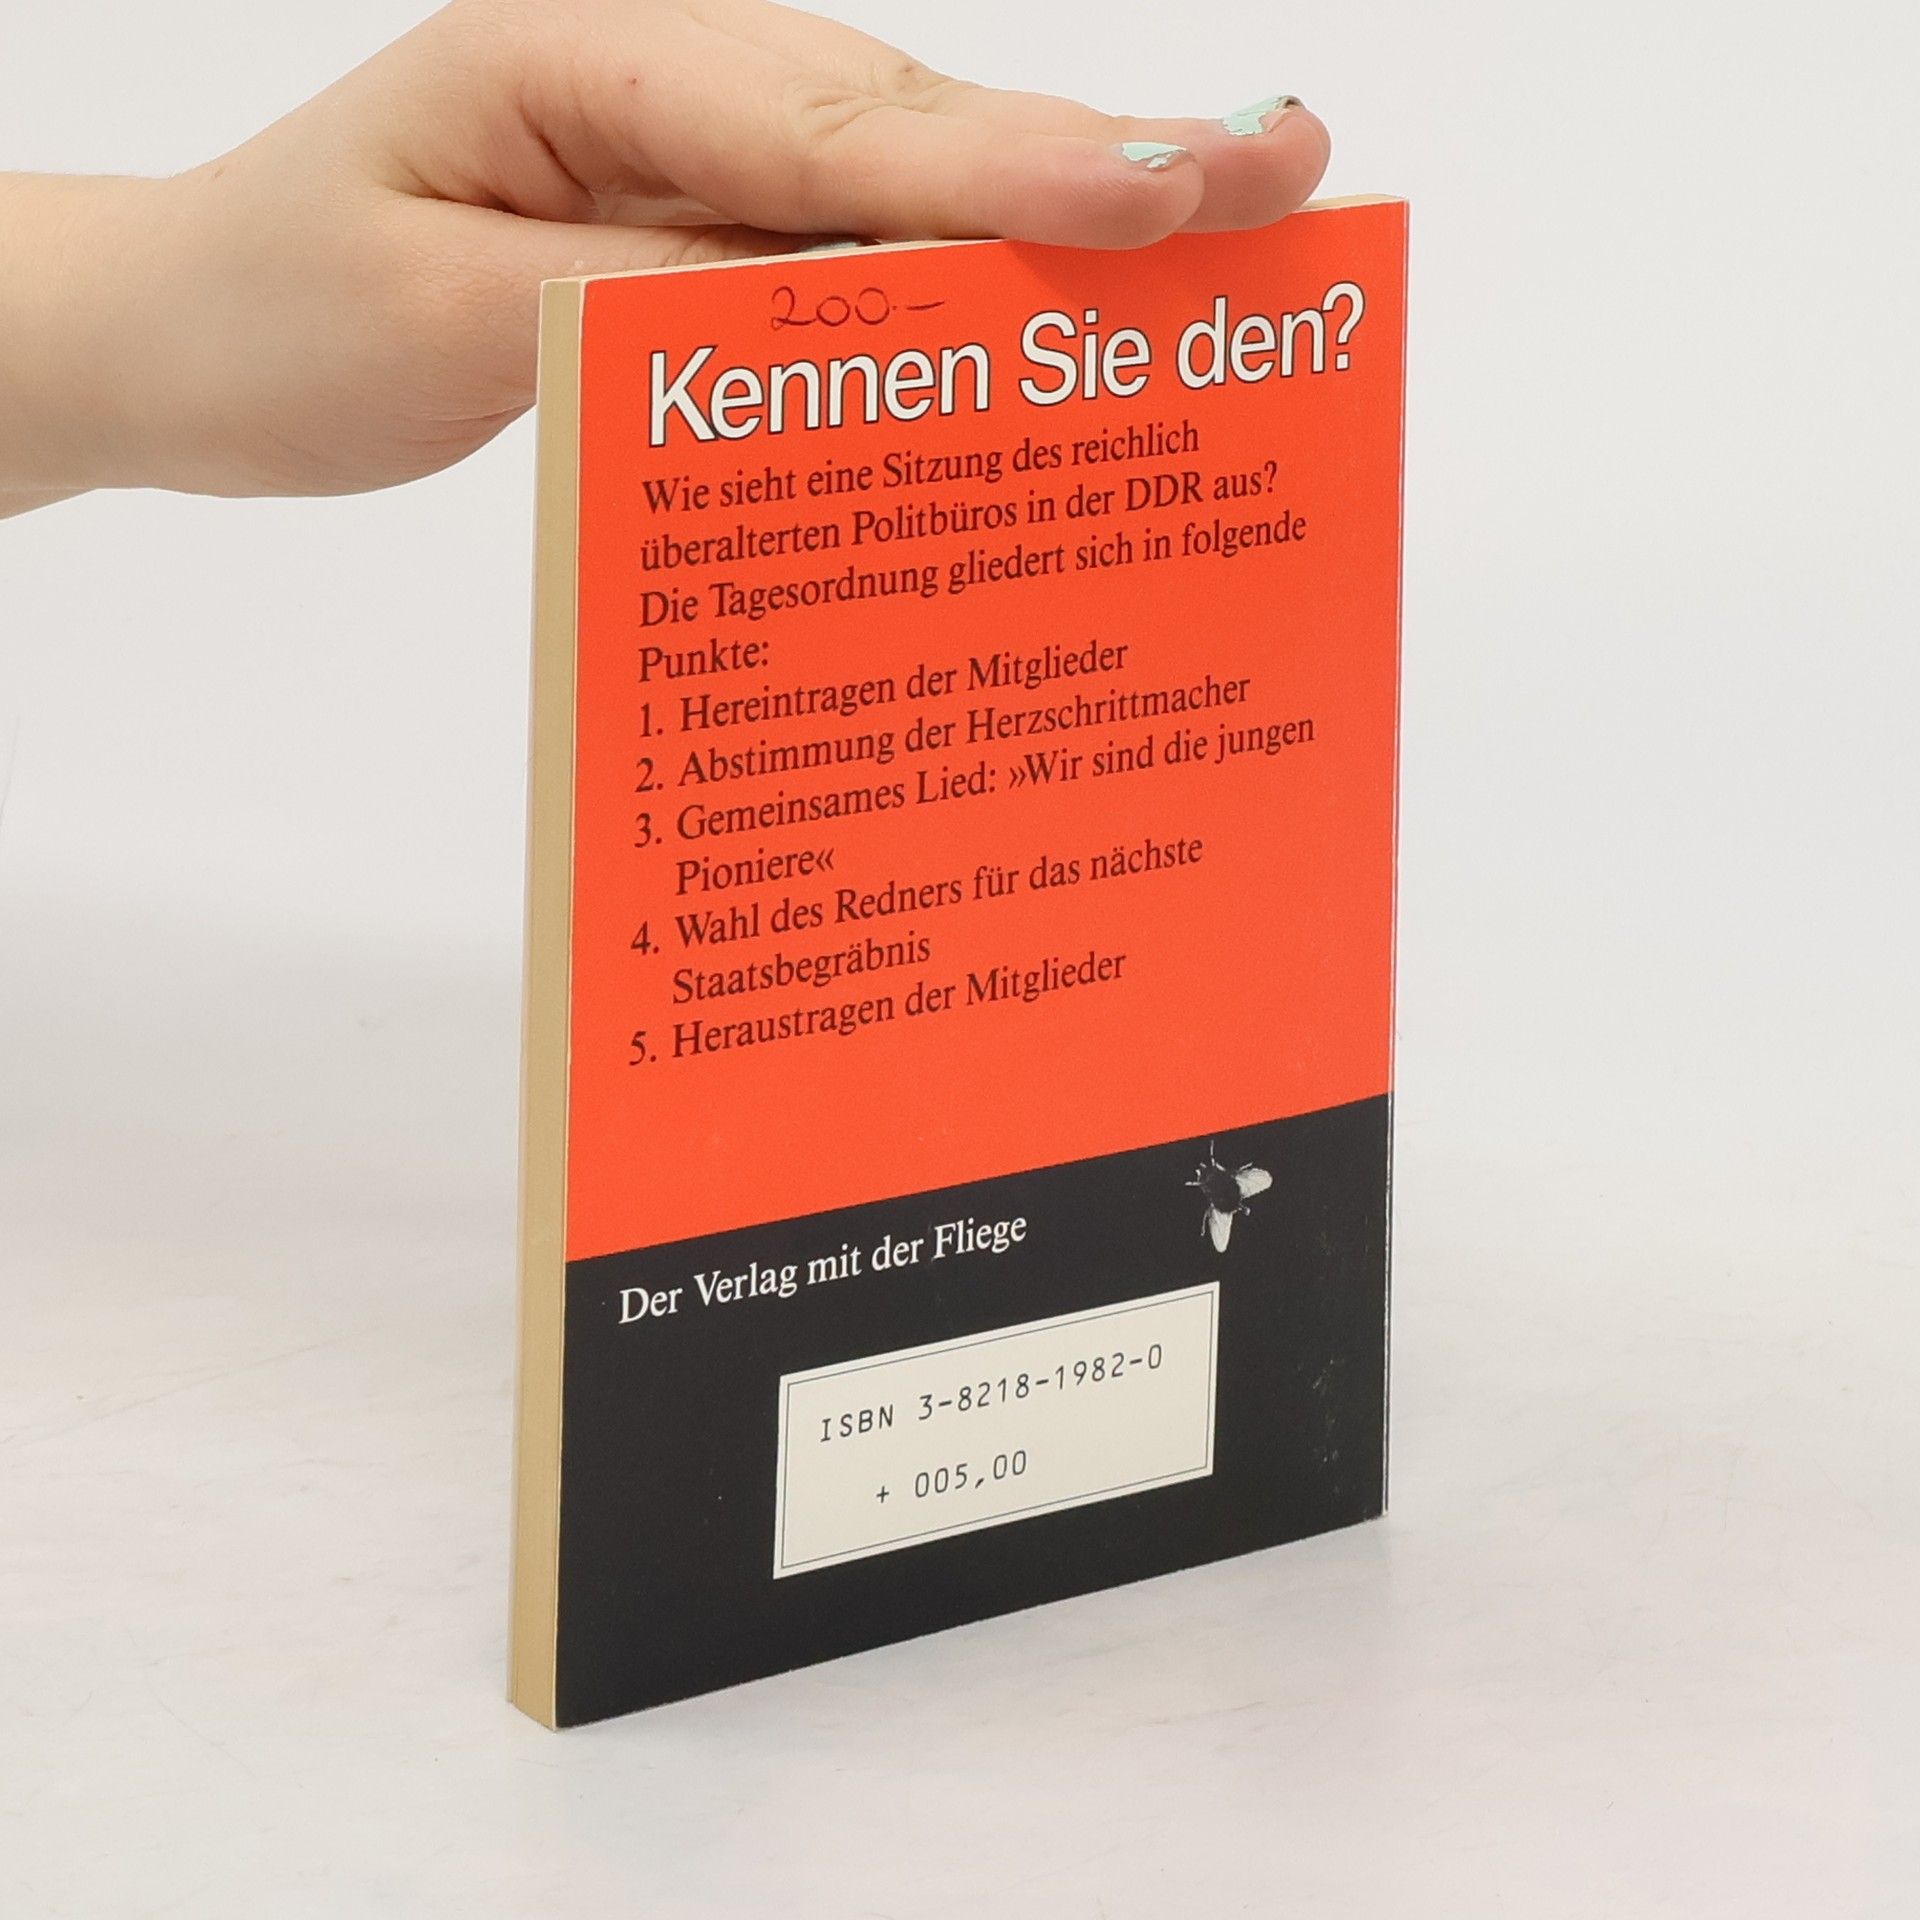 200.-
Kennen Sie den?
Wie sieht eine Sitzung des reichlich
überalterten Politbüros in der DDR aus?
Die Tagesordnung gliedert sich in folgende
Punkte:
1. Hereintragen der Mitglieder
2. Abstimmung der Herzschrittmacher
3. Gemeinsames Lied: »Wir sind die jungen
Pioniere«
4. Wahl des Redners für das nächste
Staatsbegräbnis
5. Heraustragen der Mitglieder
Der Verlag mit der Fliege
ISBN 3-8218-1982-0
+ 005,00